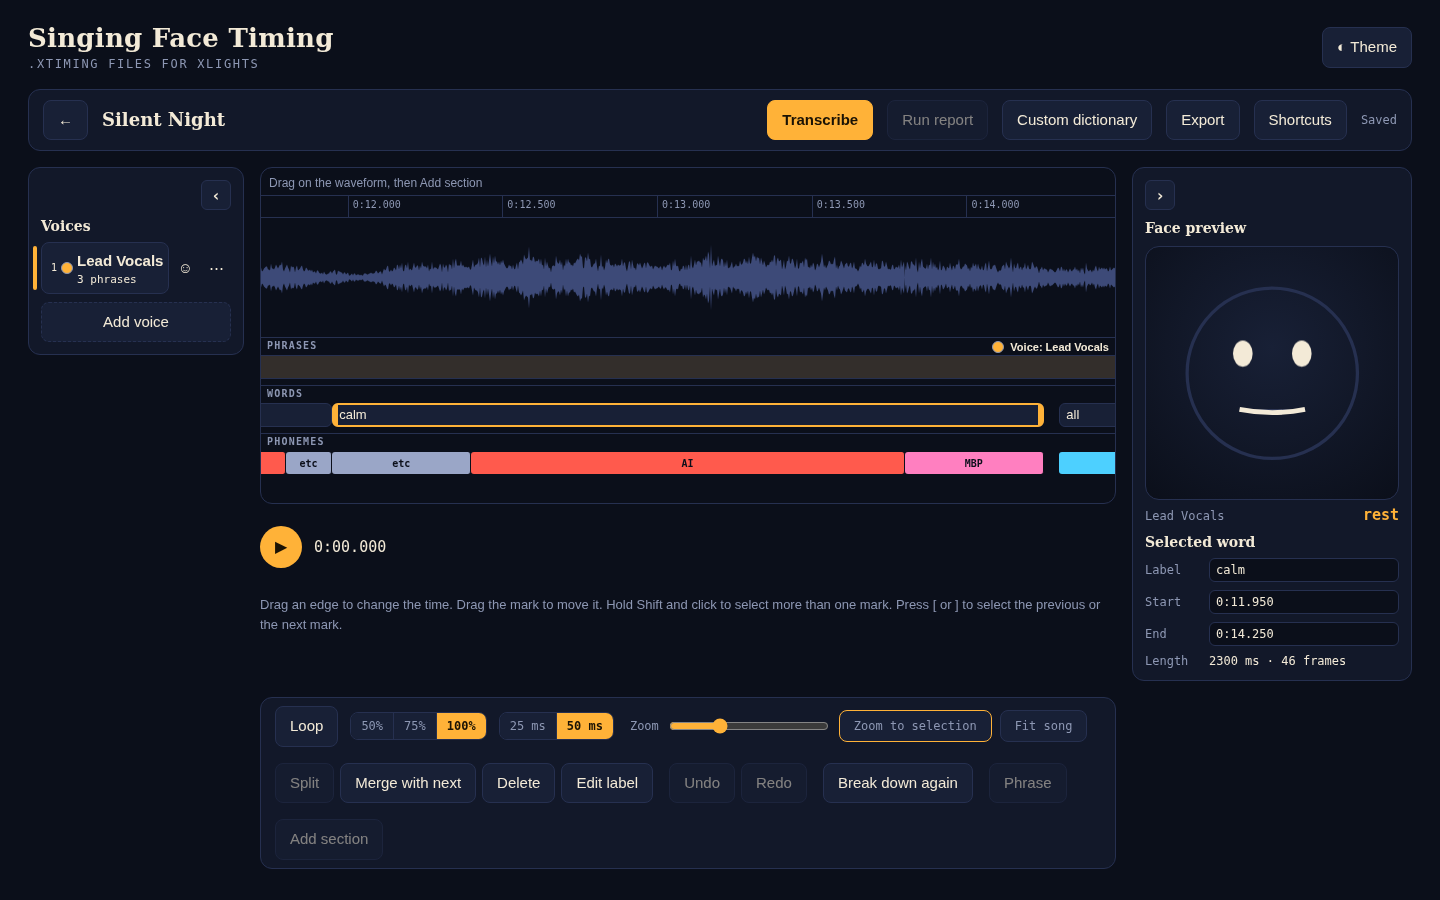 Singing Face Timing
.XTIMING FILES FOR XLIGHTS
Theme
←
Silent Night
Transcribe
Run report
Custom dictionary
Export
Shortcuts
Saved
‹
Voices
1
Lead Vocals
3 phrases
☺
⋯
Add voice
Drag on the waveform, then Add section
0:12.000
0:12.500
0:13.000
0:13.500
0:14.000
PHRASES
Voice: Lead Vocals
WORDS
calm
all
PHONEMES
etc
etc
AI
MBP
▶
0:00.000
Drag an edge to change the time. Drag the mark to move it. Hold Shift and click to select more than one mark. Press [ or ] to select the previous or
the next mark.
Loop
50%
75%
100%
25 ms
50 ms
Zoom
Zoom to selection
Fit song
Split
Merge with next
Delete
Edit label
Undo
Redo
Break down again
Phrase
Add section
›
Face preview
Lead Vocals
rest
Selected word
Label
calm
Start
0:11.950
End
0:14.250
Length
2300 ms · 46 frames